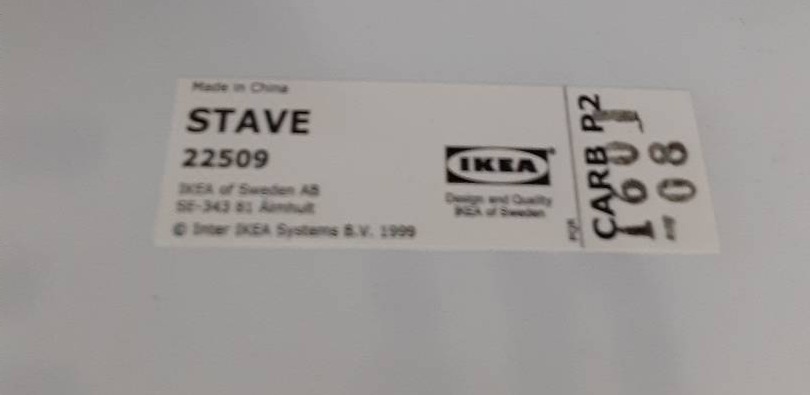 Made in China
STAVE
22509
IKEA of Sweden AB
SE-343 81 Älmhult
© Inter IKEA Systems B.V. 1999
IKEA®
Design and Quality
IKEA of Sweden
CARB P2
08